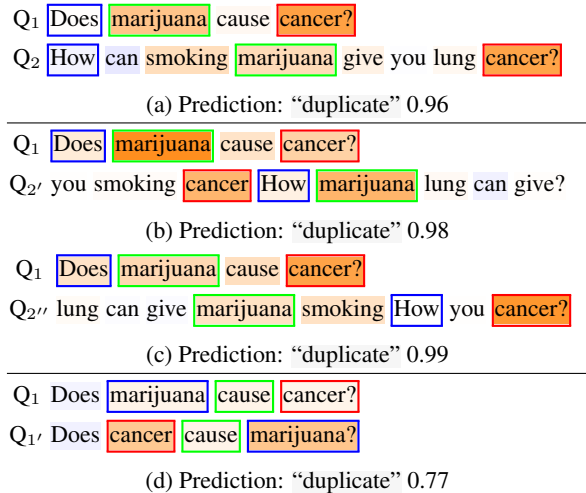 Q₁ Does marijuana cause cancer?
Q₂ How can smoking marijuana give you lung cancer?
(a) Prediction: “duplicate” 0.96
Q₁ Does marijuana cause cancer?
Q₂′ you smoking cancer How marijuana lung can give?
(b) Prediction: “duplicate” 0.98
Q₁ Does marijuana cause cancer?
Q₂″ lung can give marijuana smoking How you cancer?
(c) Prediction: “duplicate” 0.99
Q₁ Does marijuana cause cancer?
Q₁′ Does cancer cause marijuana?
(d) Prediction: “duplicate” 0.77